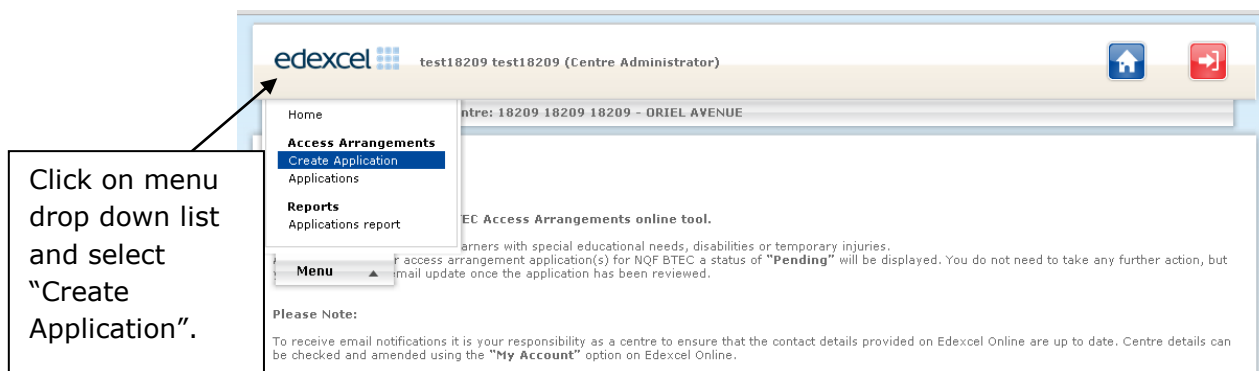 edexcel
test18209 test18209 (Centre Administrator)
ntre: 18209 18209 18209 - ORIEL AVENUE
Home
Access Arrangements
Create Application
Applications
Reports
Applications report
Menu
Click on menu
drop down list
and select
“Create
Application”.
EC Access Arrangements online tool.
arners with special educational needs, disabilities or temporary injuries.
r access arrangement application(s) for NQF BTEC a status of "Pending" will be displayed. You do not need to take any further action, but
mail update once the application has been reviewed.
Please Note:
To receive email notifications it is your responsibility as a centre to ensure that the contact details provided on Edexcel Online are up to date. Centre details can
be checked and amended using the "My Account" option on Edexcel Online.